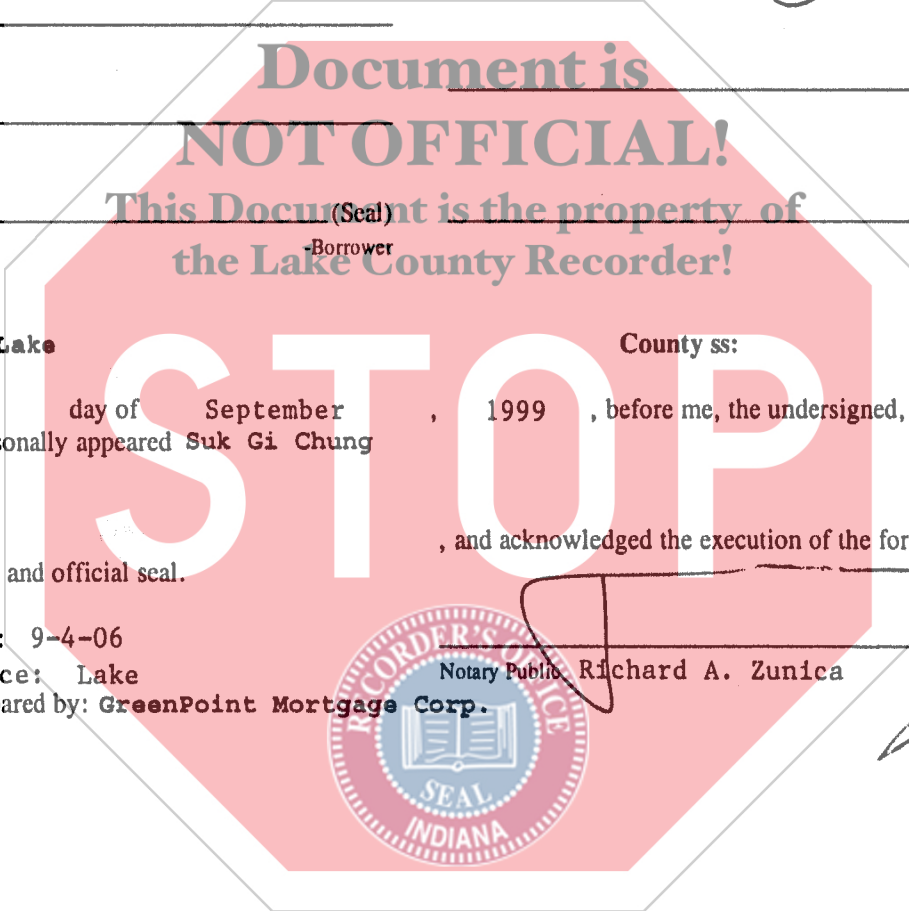 Document is
NOT OFFICIAL!
This Document is the property of
(Seal)
the Lake County Recorder!
-Borrower
Lake County ss:
day of September , 1999 , before me, the undersigned,
sonally appeared Suk Gi Chung
, and acknowledged the execution of the for
and official seal.
: 9-4-06
ce: Lake
Notary Public Richard A. Zunica
ared by: GreenPoint Mortgage Corp.
STOP
RECORDER'S OFFICE
SEAL
INDIANA